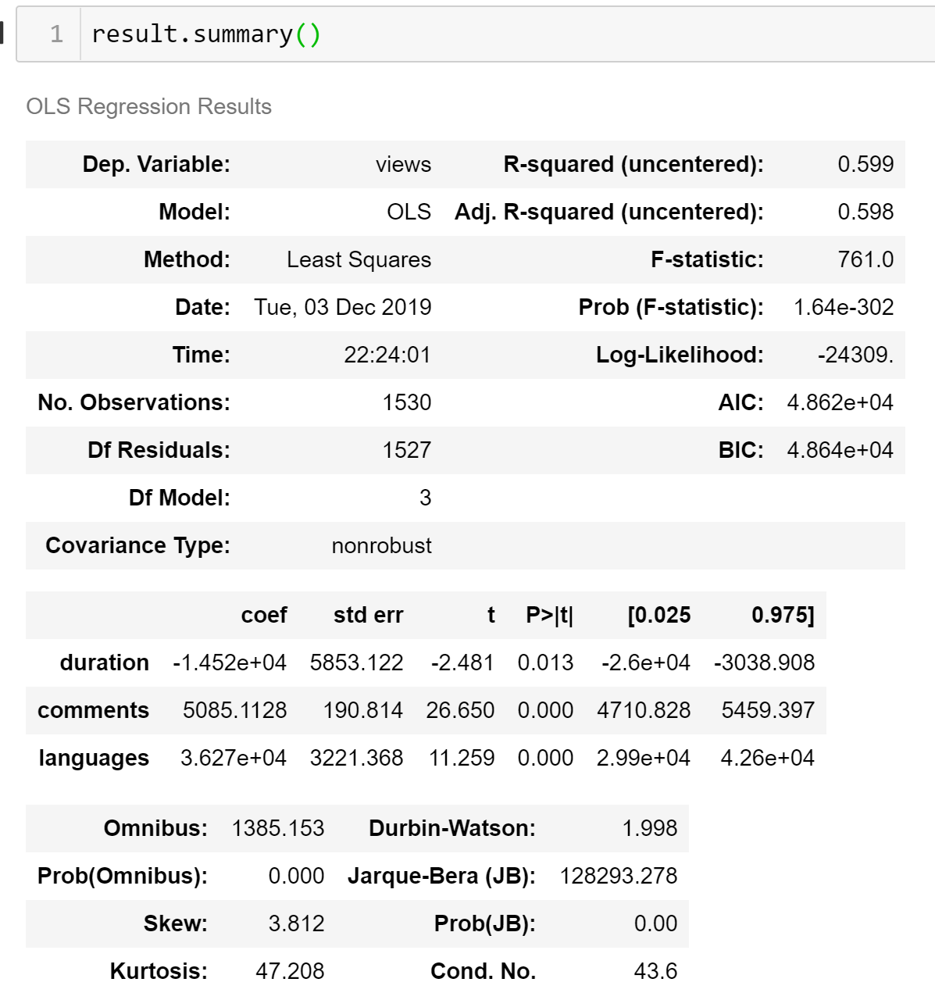 1 result.summary()
OLS Regression Results
Dep. Variable: views R-squared (uncentered): 0.599
Model: OLS Adj. R-squared (uncentered): 0.598
Method: Least Squares F-statistic: 761.0
Date: Tue, 03 Dec 2019 Prob (F-statistic): 1.64e-302
Time: 22:24:01 Log-Likelihood: -24309.
No. Observations: 1530 AIC: 4.862e+04
Df Residuals: 1527 BIC: 4.864e+04
Df Model: 3
Covariance Type: nonrobust
coef std err t P>|t| [0.025 0.975]
duration -1.452e+04 5853.122 -2.481 0.013 -2.6e+04 -3038.908
comments 5085.1128 190.814 26.650 0.000 4710.828 5459.397
languages 3.627e+04 3221.368 11.259 0.000 2.99e+04 4.26e+04
Omnibus: 1385.153 Durbin-Watson: 1.998
Prob(Omnibus): 0.000 Jarque-Bera (JB): 128293.278
Skew: 3.812 Prob(JB): 0.00
Kurtosis: 47.208 Cond. No. 43.6